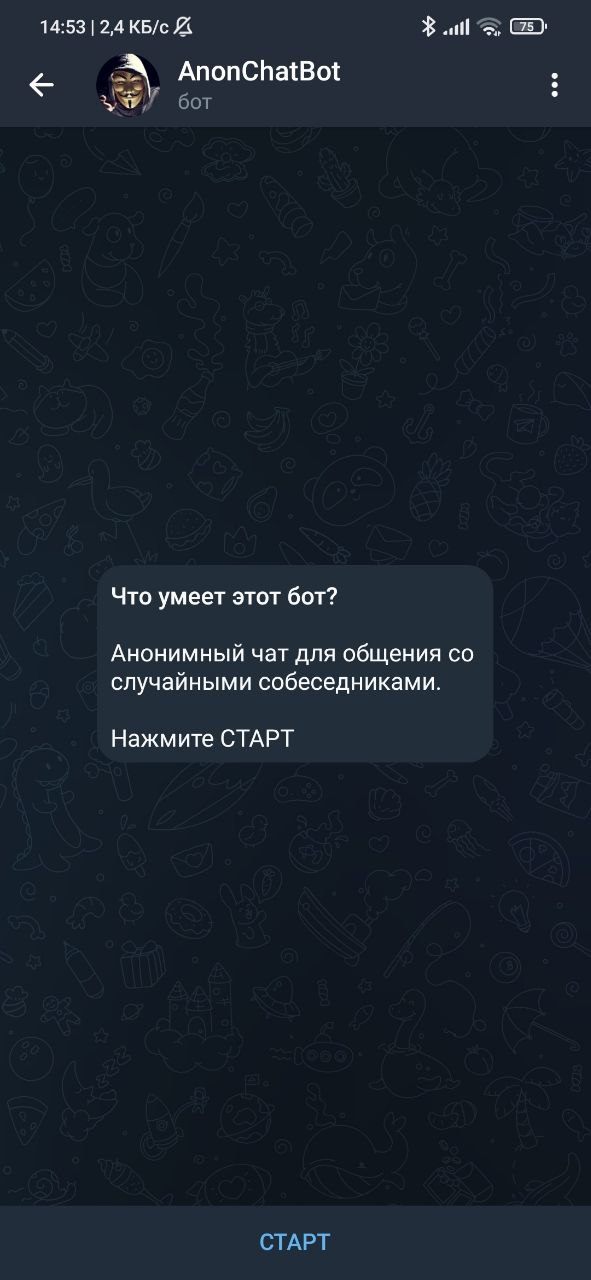 14:53 | 2,4 КБ/с
75
AnonChatBot
бот
Что умеет этот бот?
Анонимный чат для общения со
случайными собеседниками.
Нажмите СТАРТ
СТАРТ